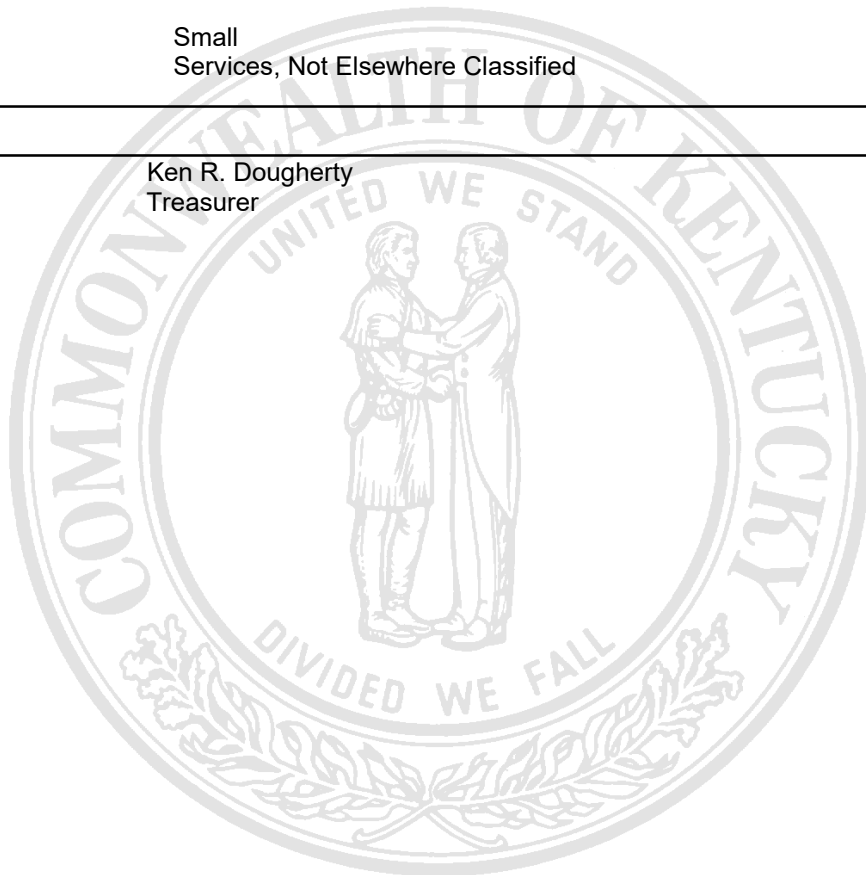 Small
Services, Not Elsewhere Classified
Ken R. Dougherty
Treasurer
COMMONWEALTH OF KENTUCKY
UNITED WE STAND
DIVIDED WE FALL